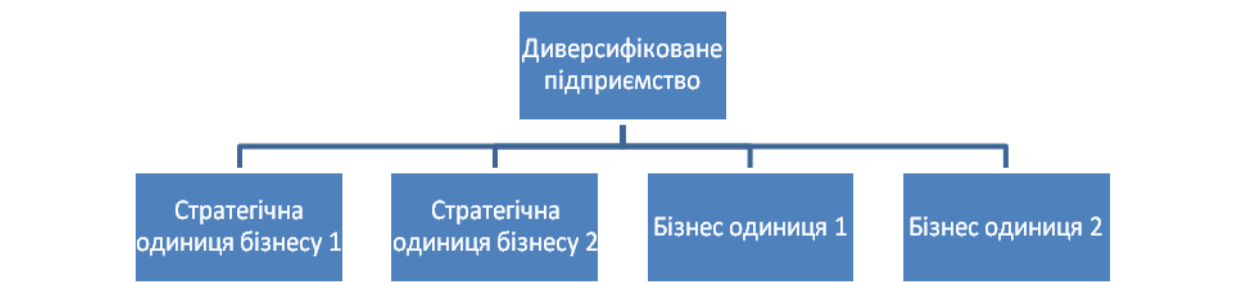 Диверсифіковане
підприємство
Стратегічна
одиниця бізнесу 1
Стратегічна
одиниця бізнесу 2
Бізнес одиниця 1
Бізнес одиниця 2